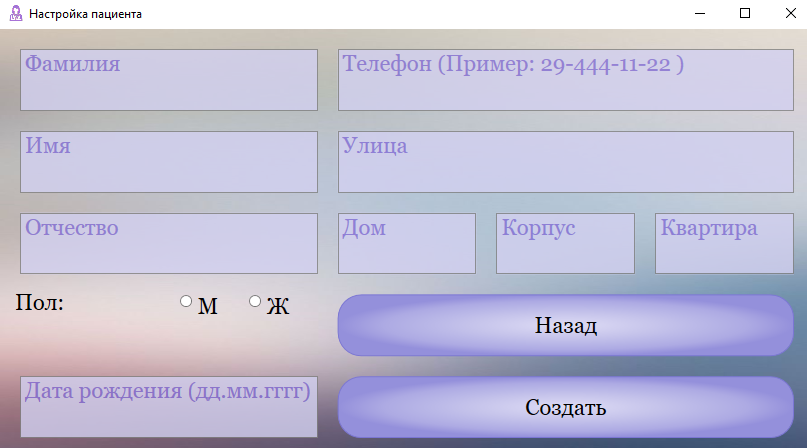 Настройка пациента
Фамилия
Телефон (Пример: 29-444-11-22 )
Имя
Улица
Отчество
Дом
Корпус
Квартира
Пол:
М
Ж
Назад
Дата рождения (дд.мм.гггг)
Создать